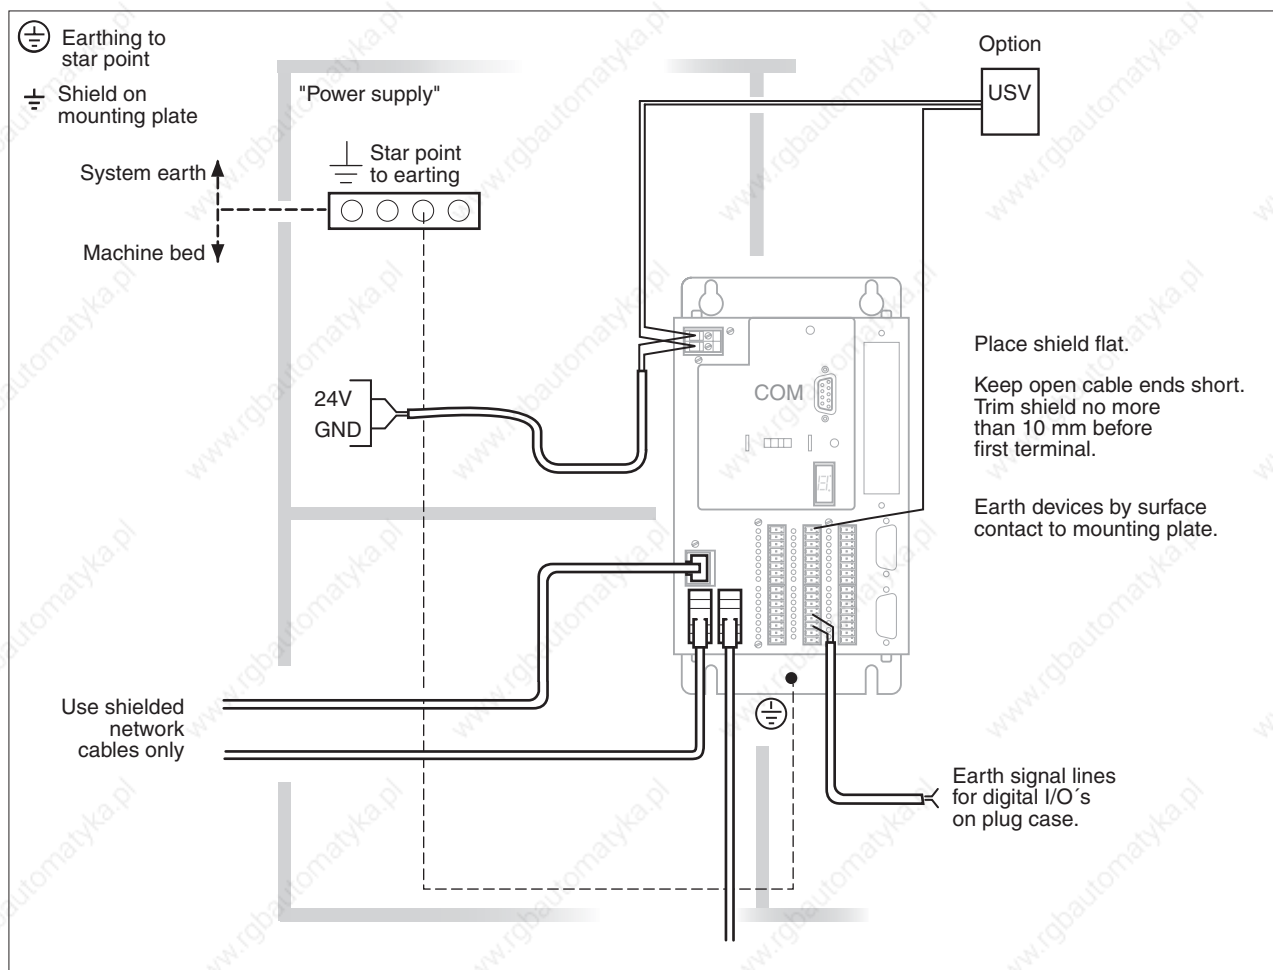 Earthing to
star point
Shield on
mounting plate
System earth
Machine bed
"Power supply"
Star point
to earting
Option
USV
24V
GND
COM
Place shield flat.
Keep open cable ends short.
Trim shield no more
than 10 mm before
first terminal.
Earth devices by surface
contact to mounting plate.
Use shielded
network
cables only
Earth signal lines
for digital I/O´s
on plug case.
www.rgbautomatyka.pl